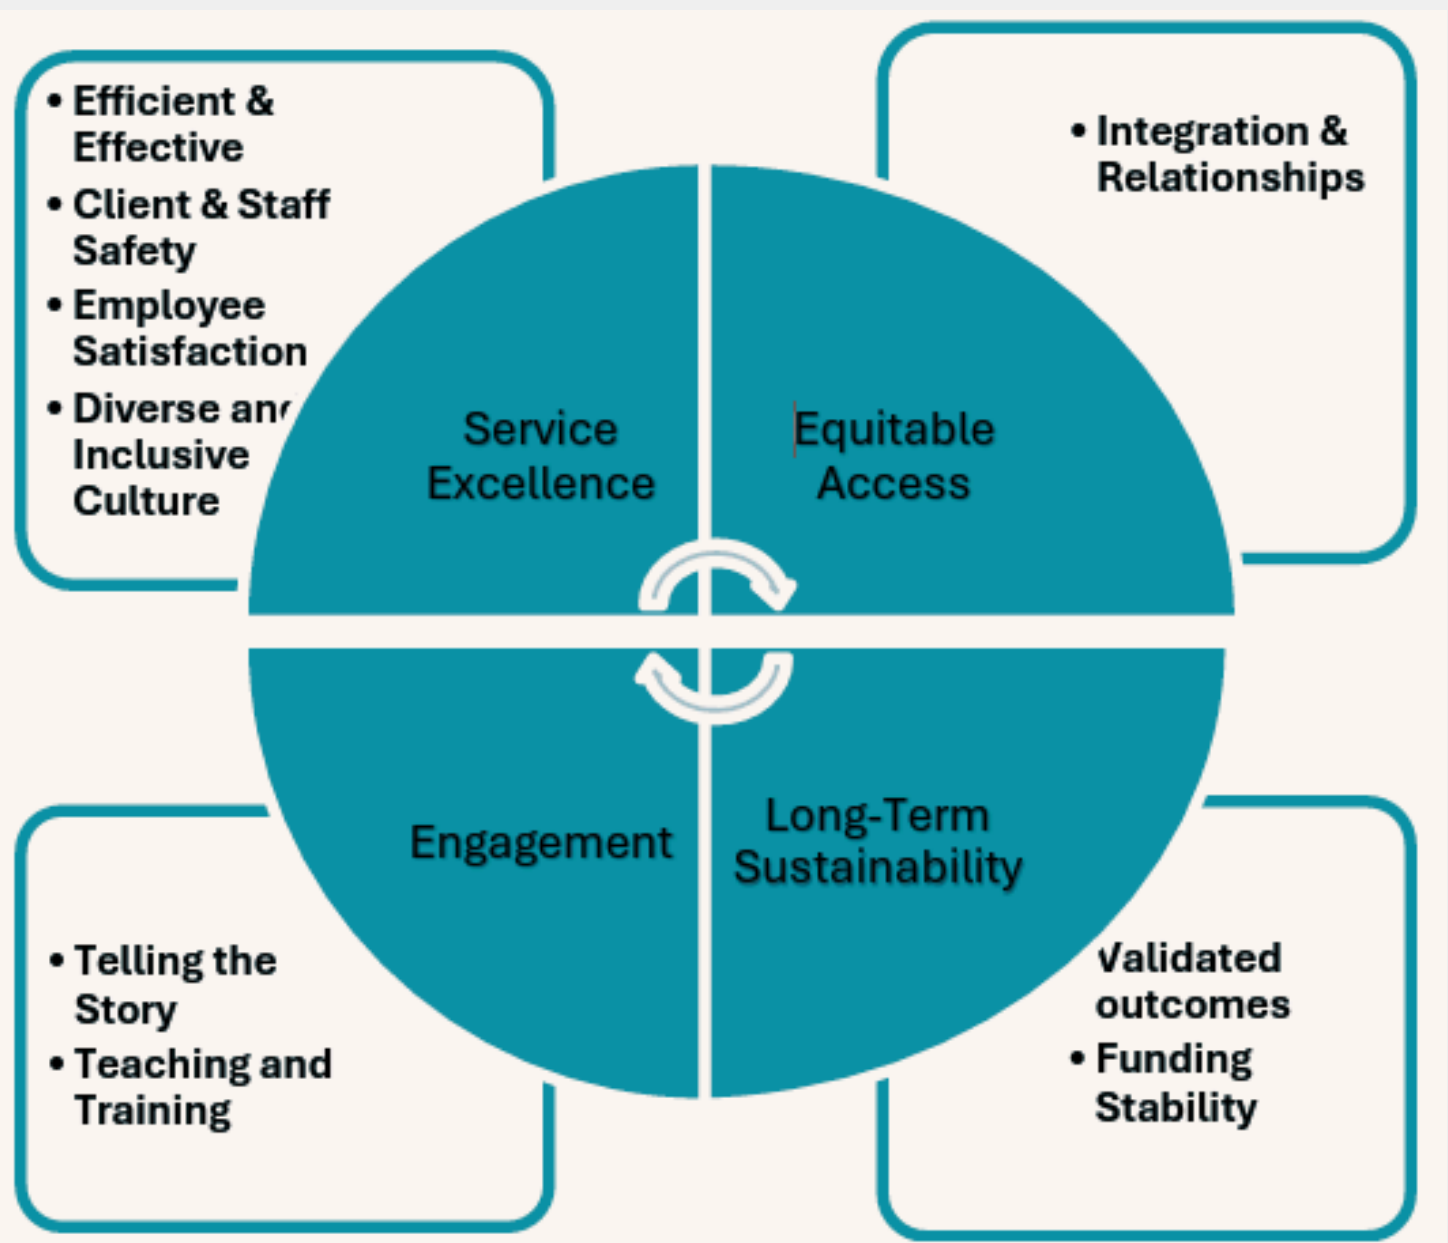 • Efficient &
Effective
• Client & Staff
Safety
• Employee
Satisfaction
• Diverse and
Inclusive
Culture
• Integration &
Relationships
Service
Excellence
Equitable
Access
Engagement
Long-Term
Sustainability
• Telling the
Story
• Teaching and
Training
Validated
outcomes
• Funding
Stability